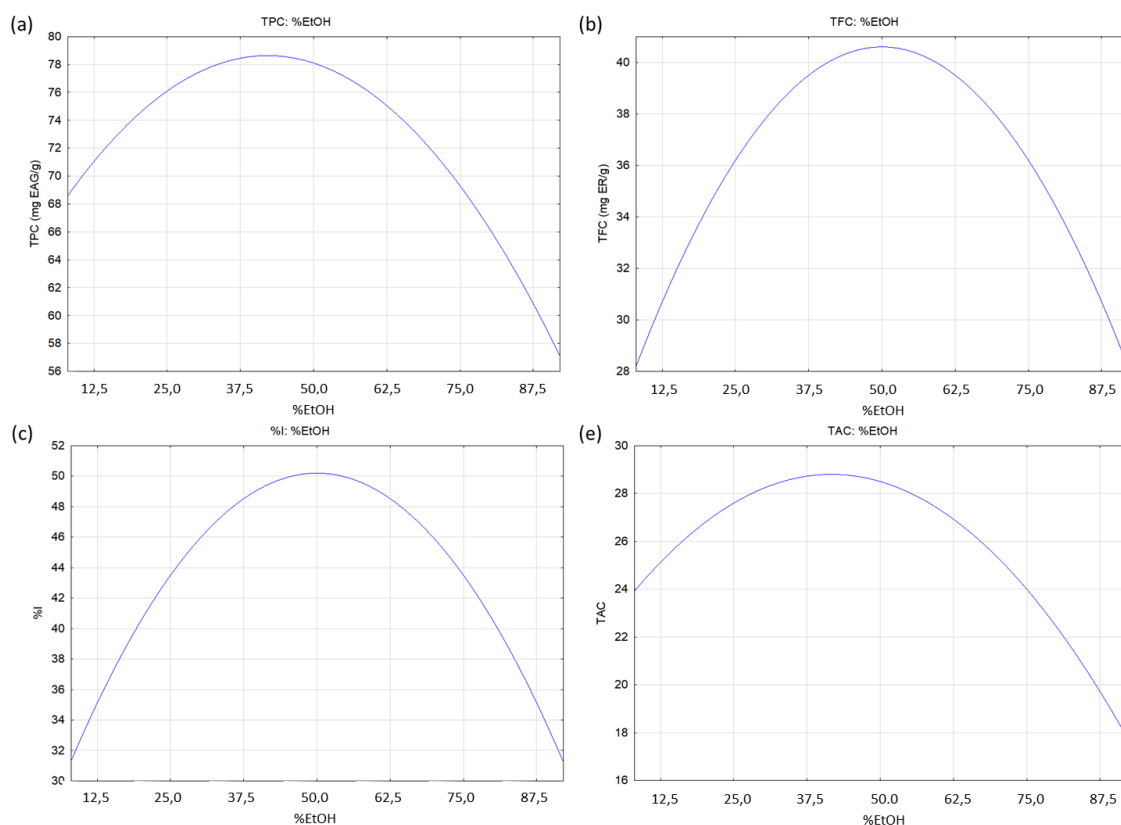 (a)
TPC: %EtOH
80
78
76
74
72
70
68
66
64
62
60
58
56
TPC (mg EAG/g)
12,5 25,0 37,5 50.0 62,5 75,0 87,5
%EtOH
(b)
TFC: %EtOH
40
38
36
34
32
30
28
TFC (mg ER/g)
12,5 25,0 37,5 50,0 62,5 75,0 87,5
%EtOH
(c)
%I: %EtOH
52
50
48
46
44
42
40
38
36
34
32
30
%I
12,5 25,0 37,5 50.0 62,5 75,0 87,5
%EtOH
(e)
TAC: %EtOH
30
28
26
24
22
20
18
16
TAC
12,5 25,0 37,5 50,0 62,5 75,0 87,5
%EtOH